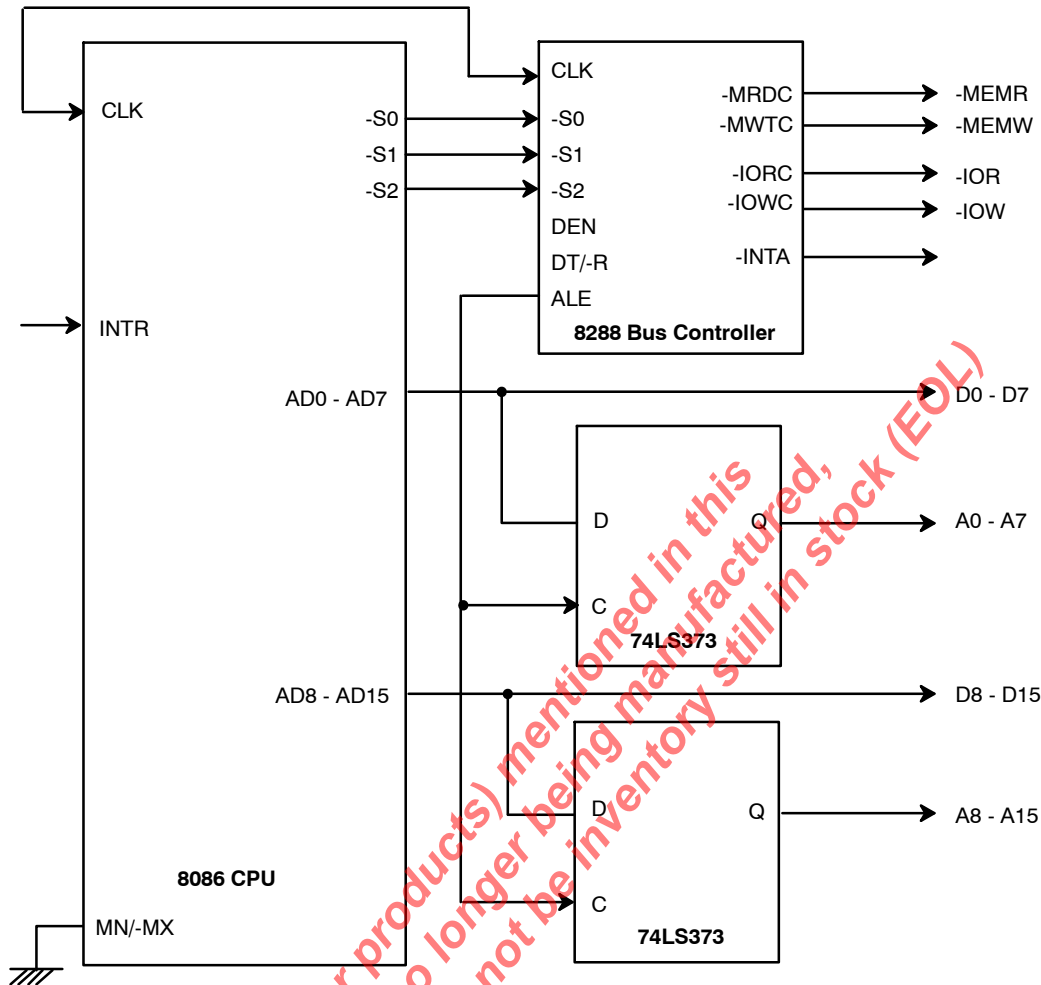 CLK
-S0
-S1
-S2
INTR
AD0 - AD7
AD8 - AD15
8086 CPU
MN/-MX
CLK
-S0
-S1
-S2
DEN
DT/-R
ALE
-MRDC
-MWTC
-IORC
-IOWC
-INTA
8288 Bus Controller
-MEMR
-MEMW
-IOR
-IOW
D0 - D7
D
Q
C
74LS373
A0 - A7
D8 - D15
D
Q
C
74LS373
A8 - A15
r products) mentioned in this
o longer being manufactured,
not be inventory still in stock (EOL)